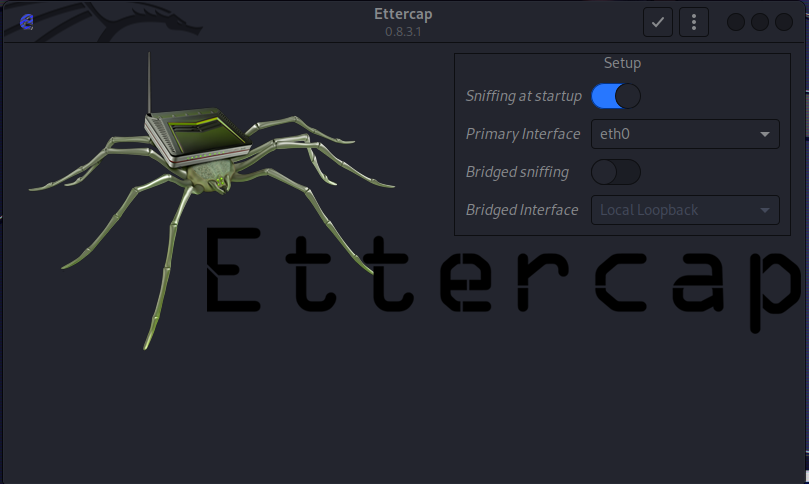 Ettercap
0.8.3.1
Setup
Sniffing at startup
Primary Interface eth0
Bridged sniffing
Bridged Interface Local Loopback
Ettercap